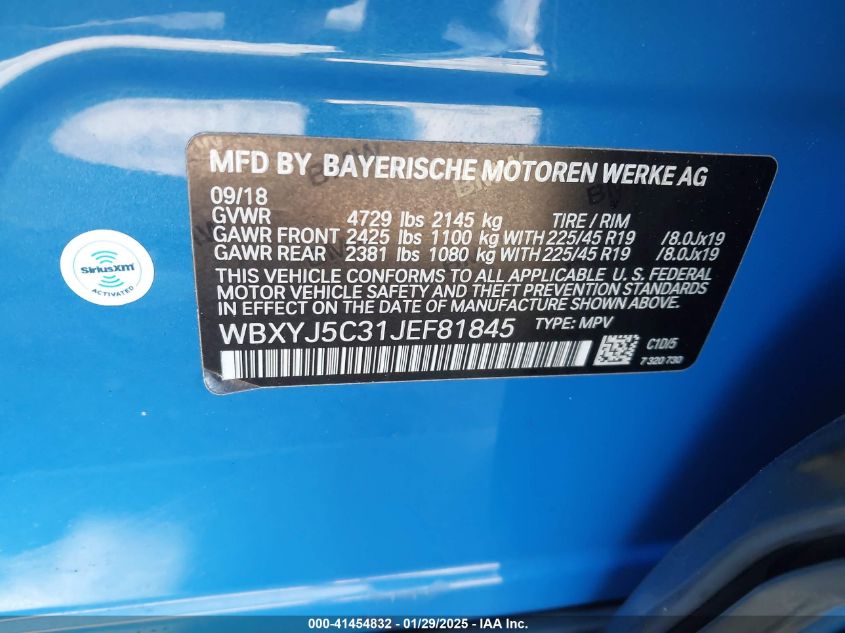 MFD BY BAYERISCHE MOTOREN WERKE AG
09/18
GVWR 4729 lbs 2145 kg TIRE / RIM
GAWR FRONT 2425 lbs 1100 kg WITH 225/45 R19 /8.0Jx19
GAWR REAR 2381 lbs 1080 kg WITH 225/45 R19 /8.0Jx19
THIS VEHICLE CONFORMS TO ALL APPLICABLE U. S. FEDERAL
MOTOR VEHICLE SAFETY AND THEFT PREVENTION STANDARDS
IN EFFECT ON THE DATE OF MANUFACTURE SHOWN ABOVE.
WBXYJ5C31JEF81845 TYPE: MPV
C1D/5
7 320 730
SiriusXM
ACTIVATED
000-41454832 - 01/29/2025 - IAA Inc.